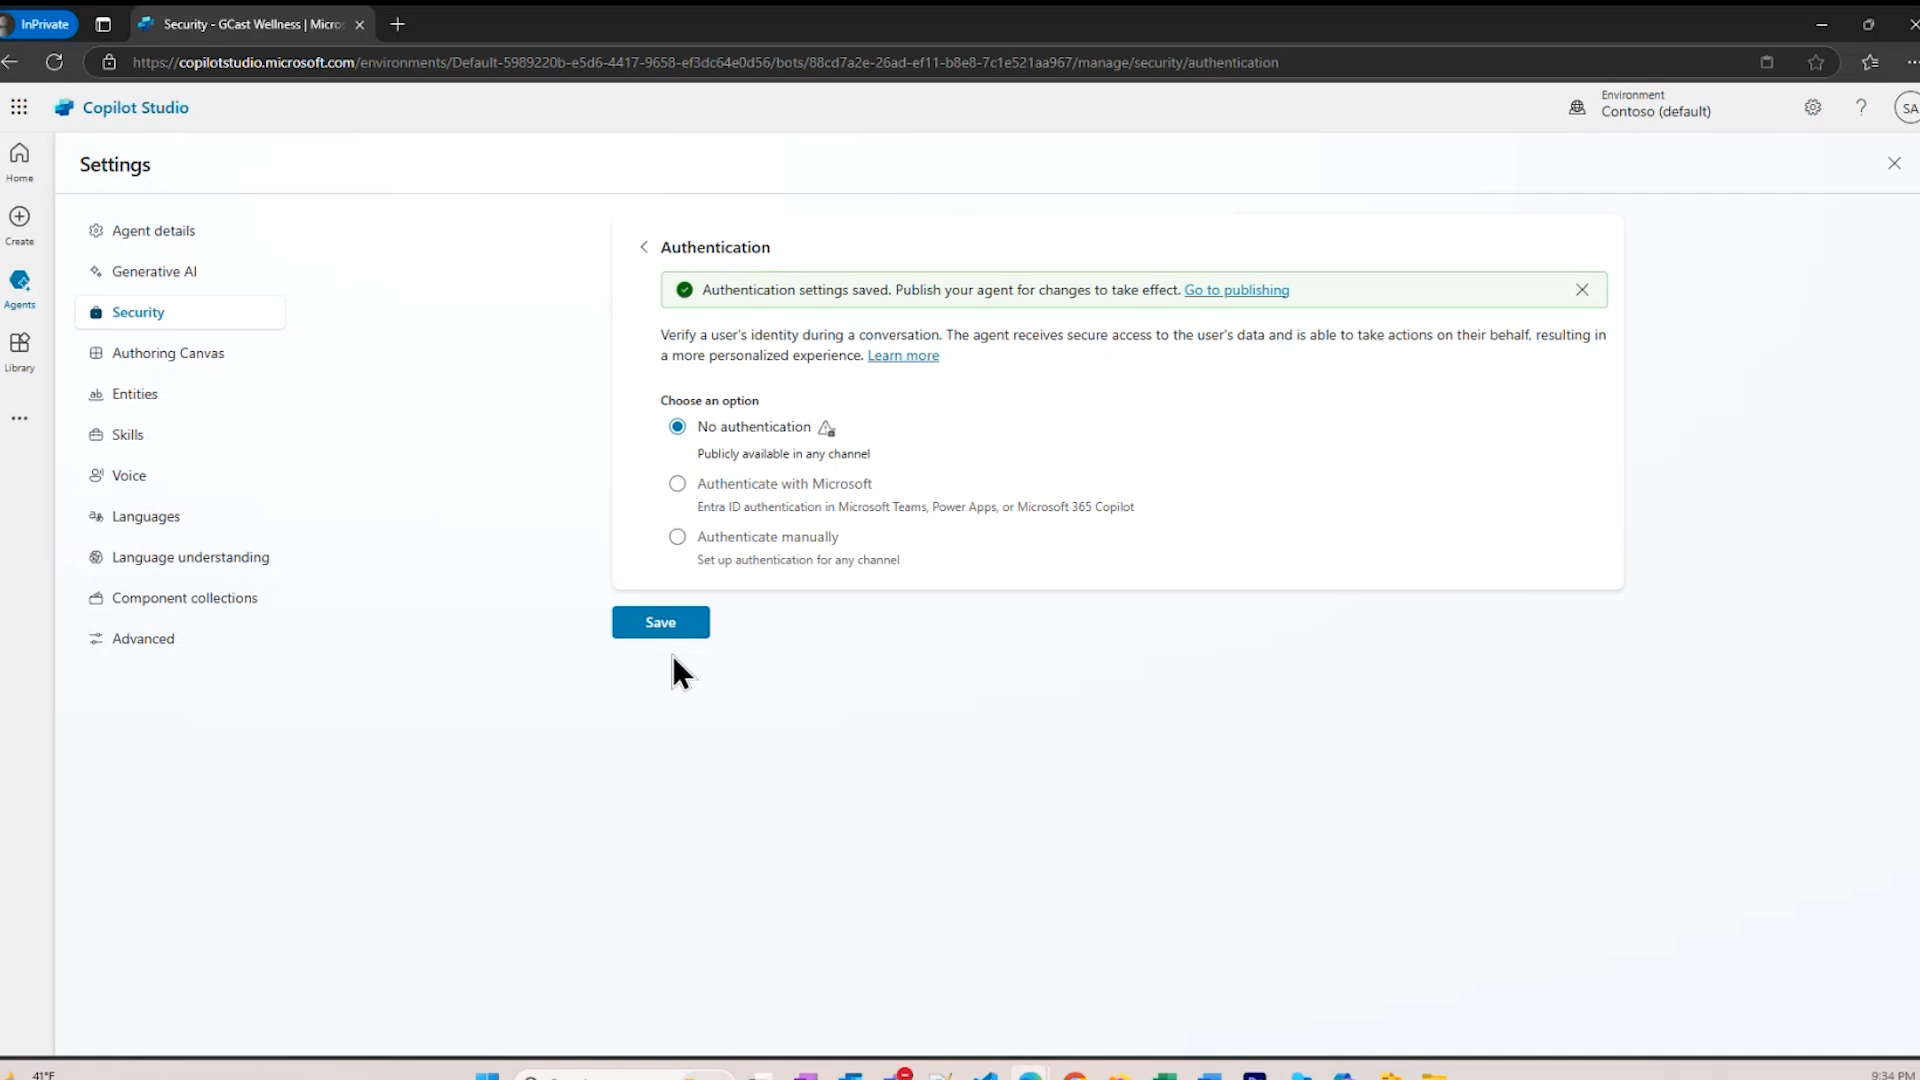 InPrivate
Security - GCast Wellness | Micros
https://copilotstudio.microsoft.com/environments/Default-5989220b-e5d6-4417-9658-ef3dc64e0d56/bots/88cd7a2e-26ad-ef11-b8e8-7c1e521aa967/manage/security/authentication
Copilot Studio
Environment
Contoso (default)
?
SA
Home
Create
Agents
Library
Settings
Agent details
Generative AI
Security
Authoring Canvas
Entities
Skills
Voice
Languages
Language understanding
Component collections
Advanced
Authentication
Authentication settings saved. Publish your agent for changes to take effect. Go to publishing
Verify a user's identity during a conversation. The agent receives secure access to the user's data and is able to take actions on their behalf, resulting in
a more personalized experience. Learn more
Choose an option
No authentication
Publicly available in any channel
Authenticate with Microsoft
Entra ID authentication in Microsoft Teams, Power Apps, or Microsoft 365 Copilot
Authenticate manually
Set up authentication for any channel
Save
41°F
9:34 PM